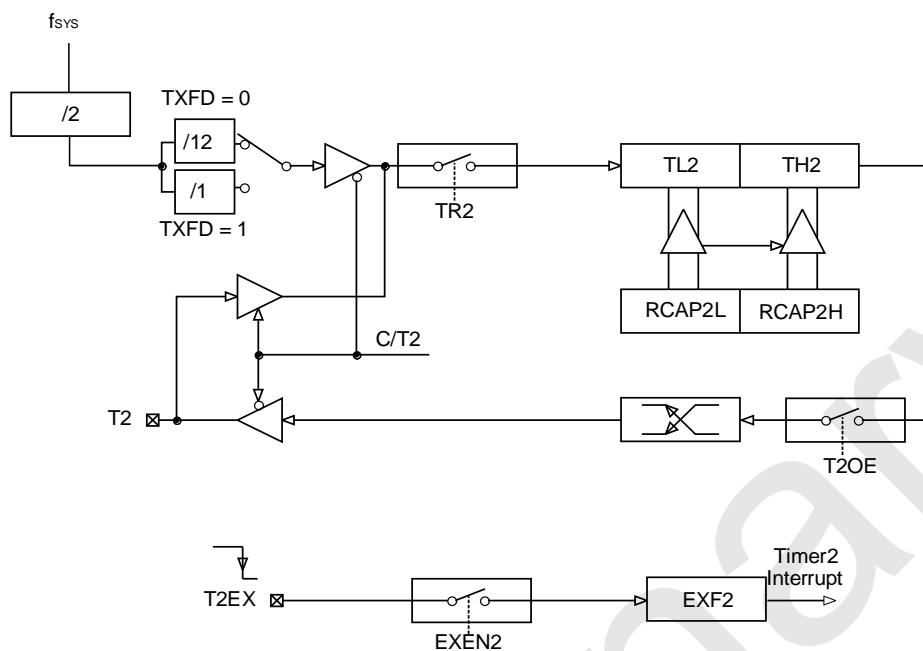 fSYS
/2
TXFD = 0
/12
/1
TXFD = 1
TR2
TL2
TH2
RCAP2L
RCAP2H
C/T2
T2
T2OE
T2EX
EXEN2
EXF2
Timer2
Interrupt